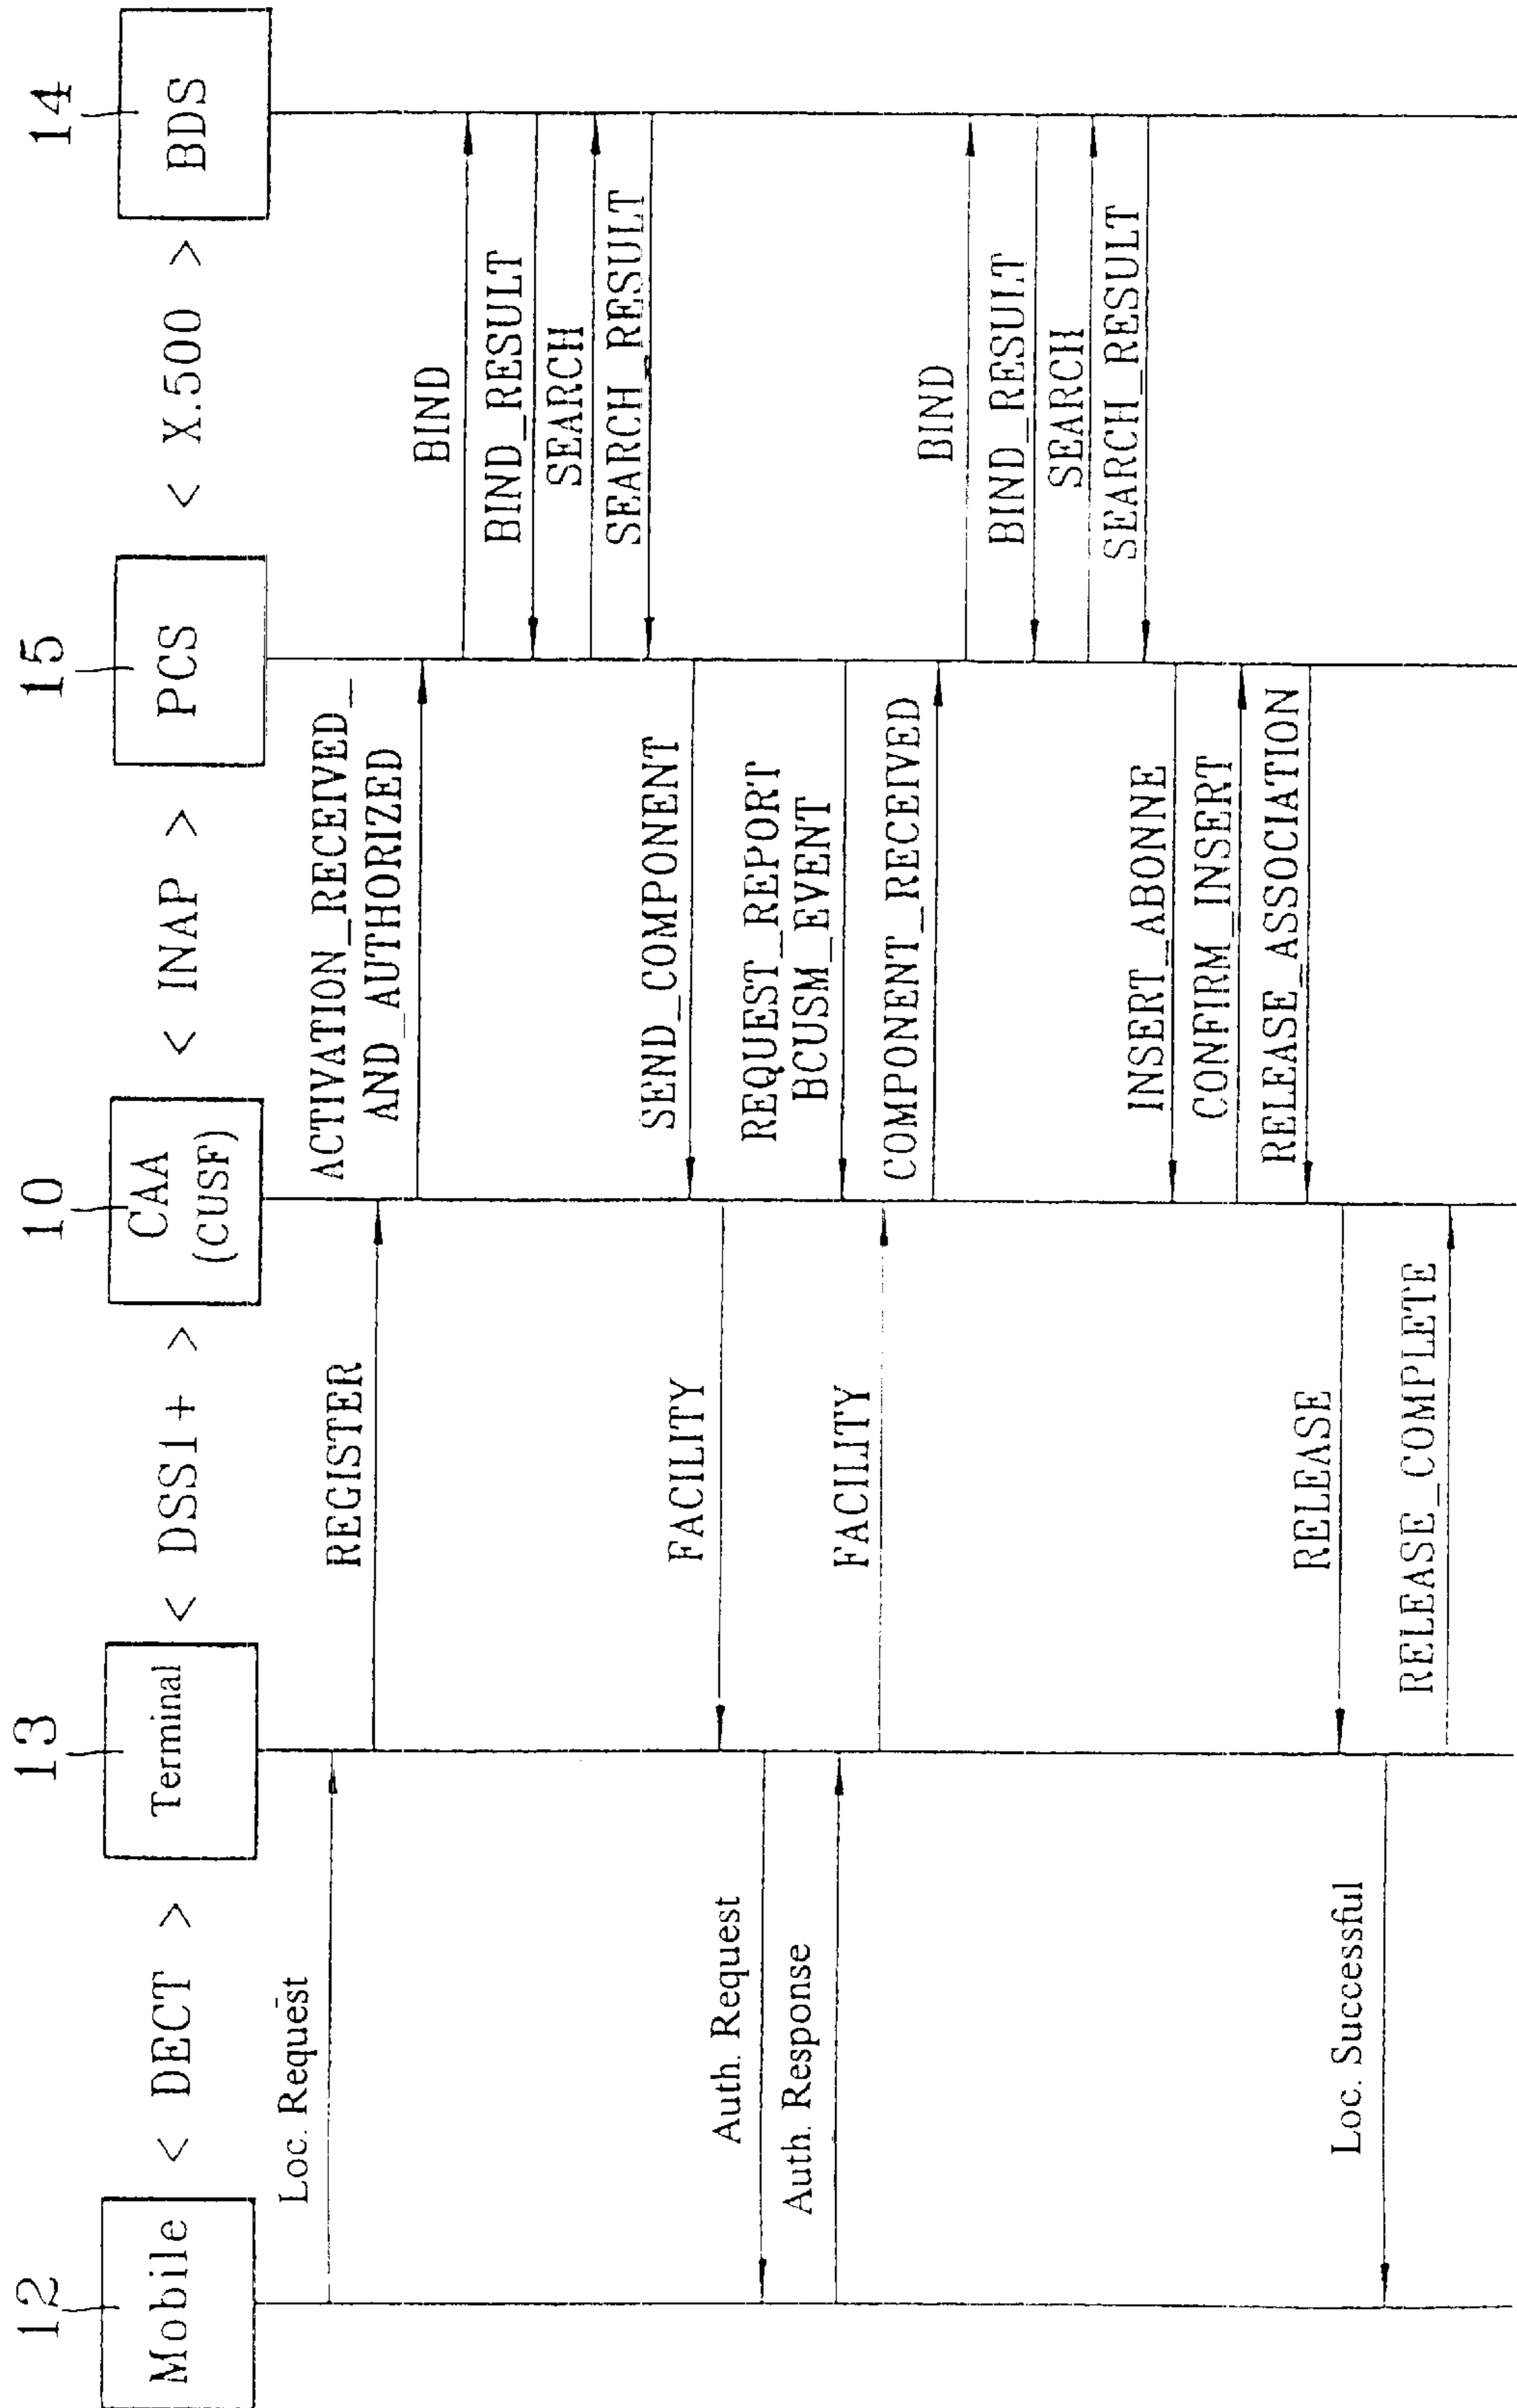 12
13
10
15
14
Mobile
< DECT >
Terminal
< DSS1+ >
CAA
(CUSF)
< INAP >
PCS
< X.500 >
BDS
Loc. Request
REGISTER
ACTIVATION_RECEIVED_
AND_AUTHORIZED
BIND
BIND_RESULT
SEARCH
SEARCH_RESULT
SEND_COMPONENT
FACILITY
Auth. Request
Auth. Response
REQUEST_REPORT
BCUSM_EVENT
FACILITY
COMPONENT_RECEIVED
BIND
BIND_RESULT
SEARCH
SEARCH_RESULT
INSERT_ABONNE
CONFIRM_INSERT
RELEASE_ASSOCIATION
RELEASE
Loc. Successful
RELEASE_COMPLETE